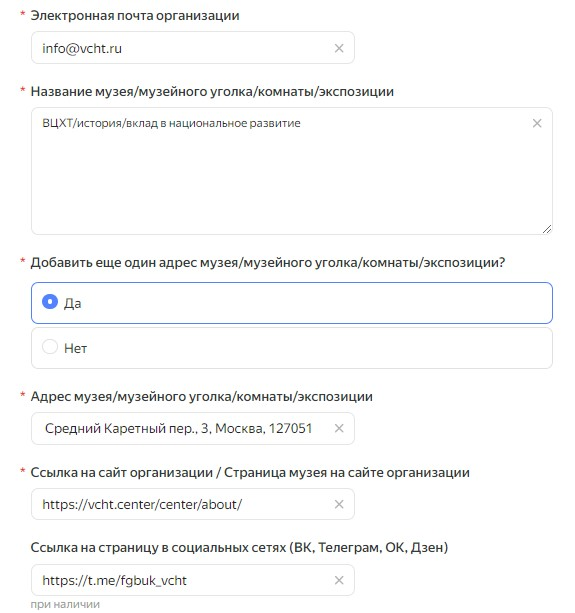 * Электронная почта организации
info@vcht.ru
* Название музея/музейного уголка/комнаты/экспозиции
ВЦХТ/история/вклад в национальное развитие
* Добавить еще один адрес музея/музейного уголка/комнаты/экспозиции?
Да
Нет
* Адрес музея/музейного уголка/комнаты/экспозиции
Средний Каретный пер., 3, Москва, 127051
* Ссылка на сайт организации / Страница музея на сайте организации
https://vcht.center/center/about/
Ссылка на страницу в социальных сетях (ВК, Телеграм, ОК, Дзен)
https://t.me/fgbuk_vcht
при наличии